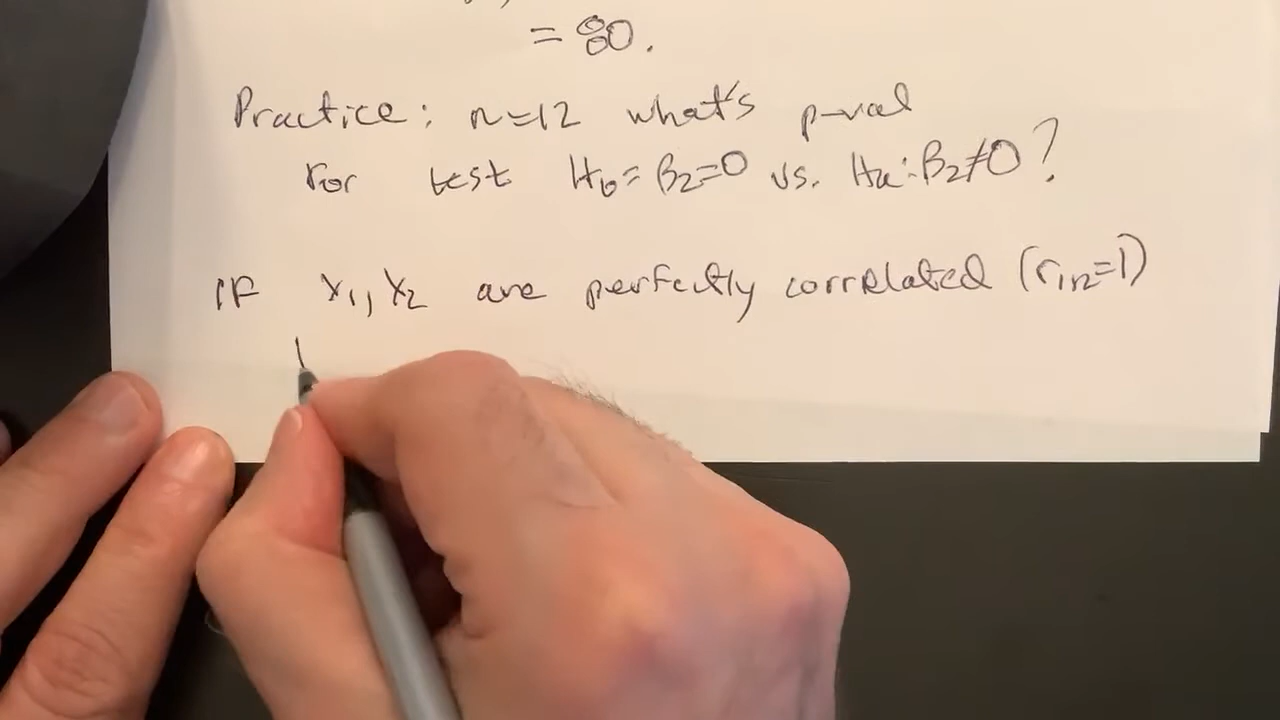 = 80.
Practice: n=12 what's p-val
For test H₀= β₂=0 vs. Ha: β₂≠0?
IF X₁, X₂ are perfectly correlated (r₁₂=1)